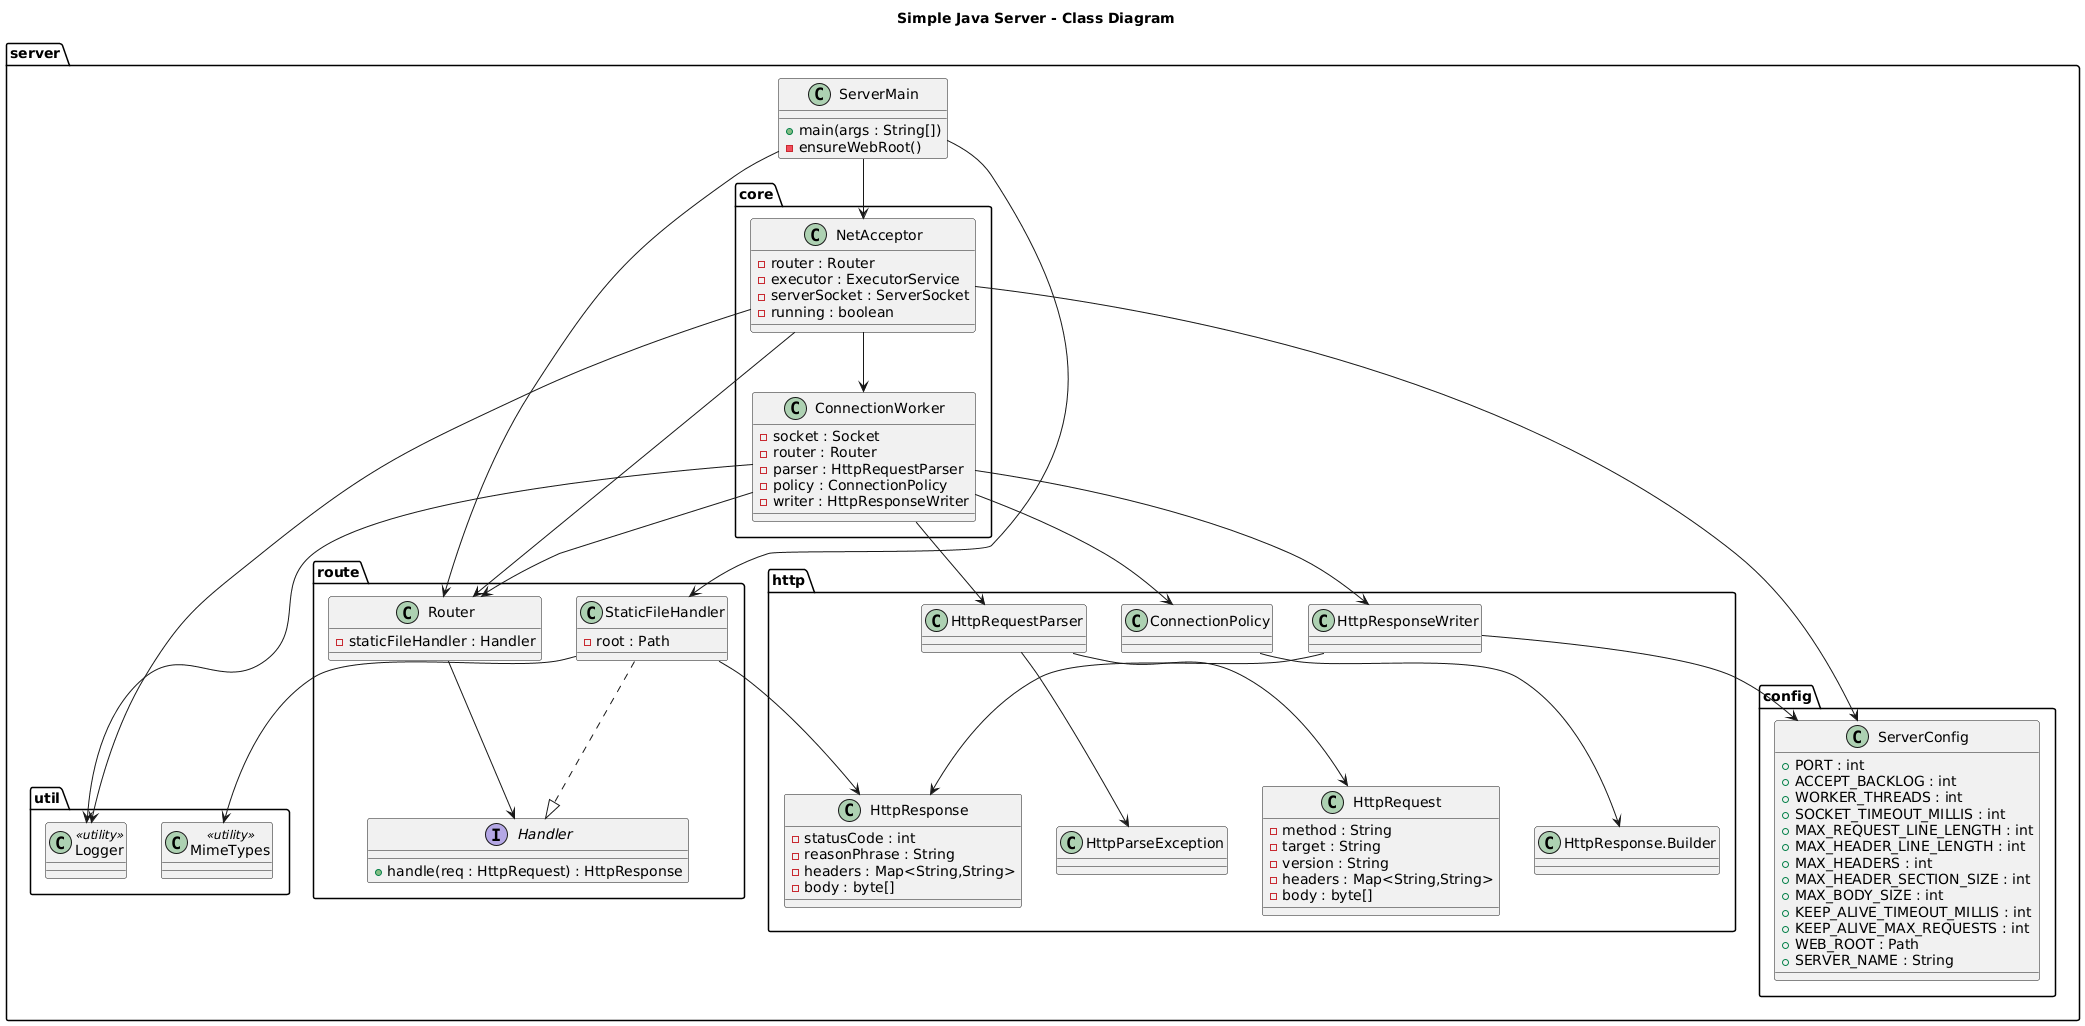 Simple Java Server - Class Diagram
server
C ServerMain
main(args : String[])
ensureWebRoot()
core
C NetAcceptor
router : Router
executor : ExecutorService
serverSocket : ServerSocket
running : boolean
C ConnectionWorker
socket : Socket
router : Router
parser : HttpRequestParser
policy : ConnectionPolicy
writer : HttpResponseWriter
route
C Router
staticFileHandler : Handler
C StaticFileHandler
root : Path
I Handler
handle(req : HttpRequest) : HttpResponse
http
C HttpRequestParser
C ConnectionPolicy
C HttpResponseWriter
C HttpResponse
statusCode : int
reasonPhrase : String
headers : Map<String,String>
body : byte[]
C HttpParseException
C HttpRequest
method : String
target : String
version : String
headers : Map<String,String>
body : byte[]
C HttpResponse.Builder
util
C «utility»
Logger
C «utility»
MimeTypes
config
C ServerConfig
PORT : int
ACCEPT_BACKLOG : int
WORKER_THREADS : int
SOCKET_TIMEOUT_MILLIS : int
MAX_REQUEST_LINE_LENGTH : int
MAX_HEADER_LINE_LENGTH : int
MAX_HEADERS : int
MAX_HEADER_SECTION_SIZE : int
MAX_BODY_SIZE : int
KEEP_ALIVE_TIMEOUT_MILLIS : int
KEEP_ALIVE_MAX_REQUESTS : int
WEB_ROOT : Path
SERVER_NAME : String